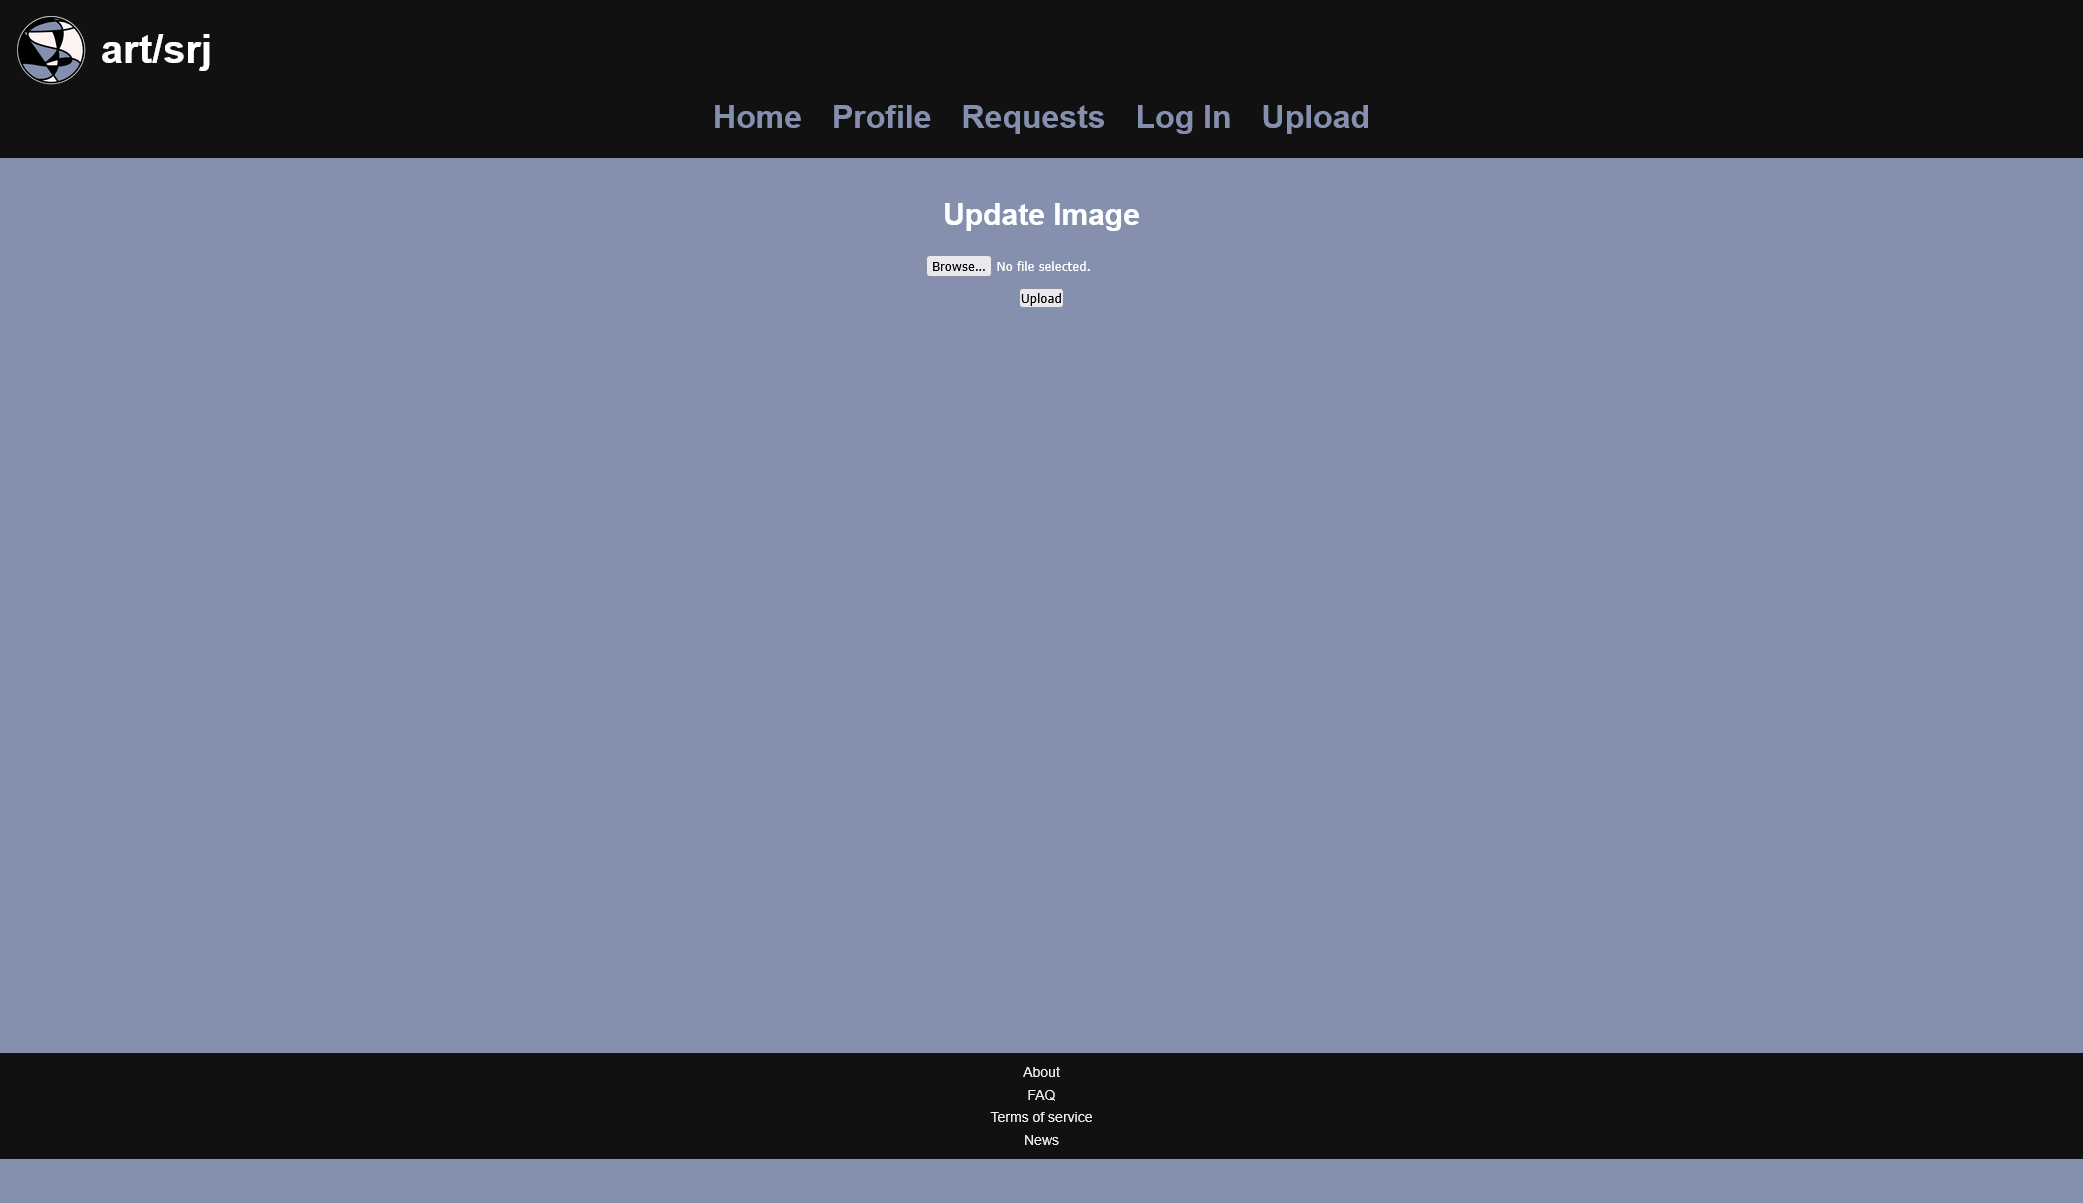 art/srj
Home Profile Requests Log In Upload
Update Image
Browse... No file selected.
Upload
About
FAQ
Terms of service
News